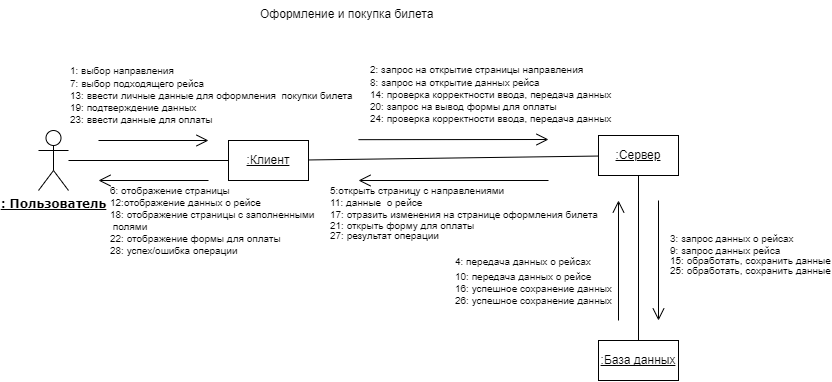 Оформление и покупка билета
1: выбор направления
7: выбор подходящего рейса
13: ввести личные данные для оформления покупки билета
19: подтверждение данных
23: ввести данные для оплаты
2: запрос на открытие страницы направления
8: запрос на открытие данных рейса
14: проверка корректности ввода, передача данных
20: запрос на вывод формы для оплаты
24: проверка корректности ввода, передача данных
:Клиент
:Сервер
: Пользователь
6: отображение страницы
12:отображение данных о рейсе
18: отображение страницы с заполненными
полями
22: отображение формы для оплаты
28: успех/ошибка операции
5:открыть страницу с направлениями
11: данные о рейсе
17: отразить изменения на странице оформления билета
21: открыть форму для оплаты
27: результат операции
4: передача данных о рейсах
10: передача данных о рейсе
16: успешное сохранение данных
26: успешное сохранение данных
3: запрос данных о рейсах
9: запрос данных рейса
15: обработать, сохранить данные
25: обработать, сохранить данные
:База данных